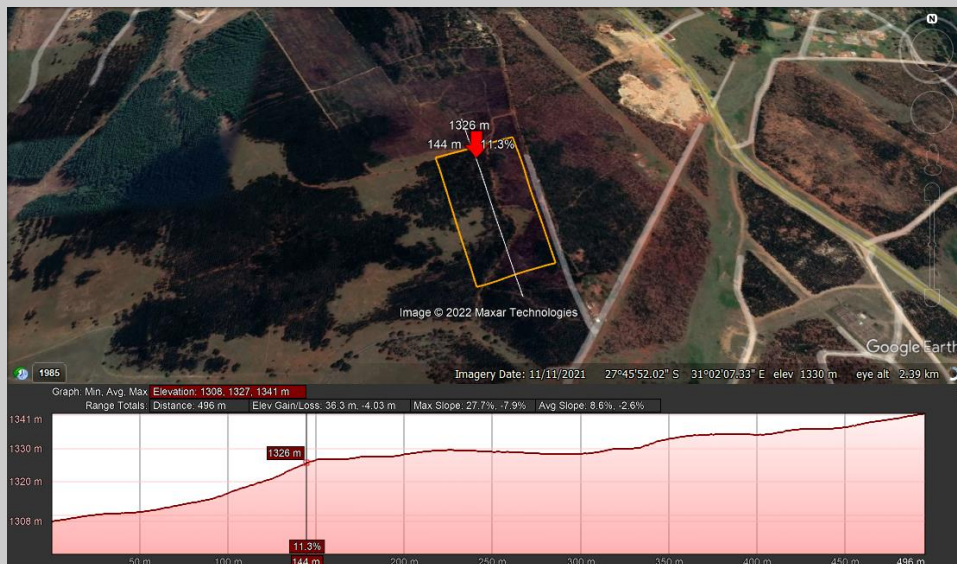 N
1326 m
144 m 11.3%
Image © 2022 Maxar Technologies
Google Earth
1985
Imagery Date: 11/11/2021 27°45'52.02" S 31°02'07.33" E elev 1330 m eye alt 2.39 km
Graph: Min, Avg, Max Elevation: 1308, 1327, 1341 m
Range Totals: Distance: 496 m Elev Gain/Loss: 36.3 m, -4.03 m Max Slope: 27.7%, -7.9% Avg Slope: 8.6%, -2.6%
1341 m
1330 m
1320 m
1308 m
1326 m
11.3%
50 m 100 m 144 m 200 m 250 m 300 m 350 m 400 m 450 m 496 m